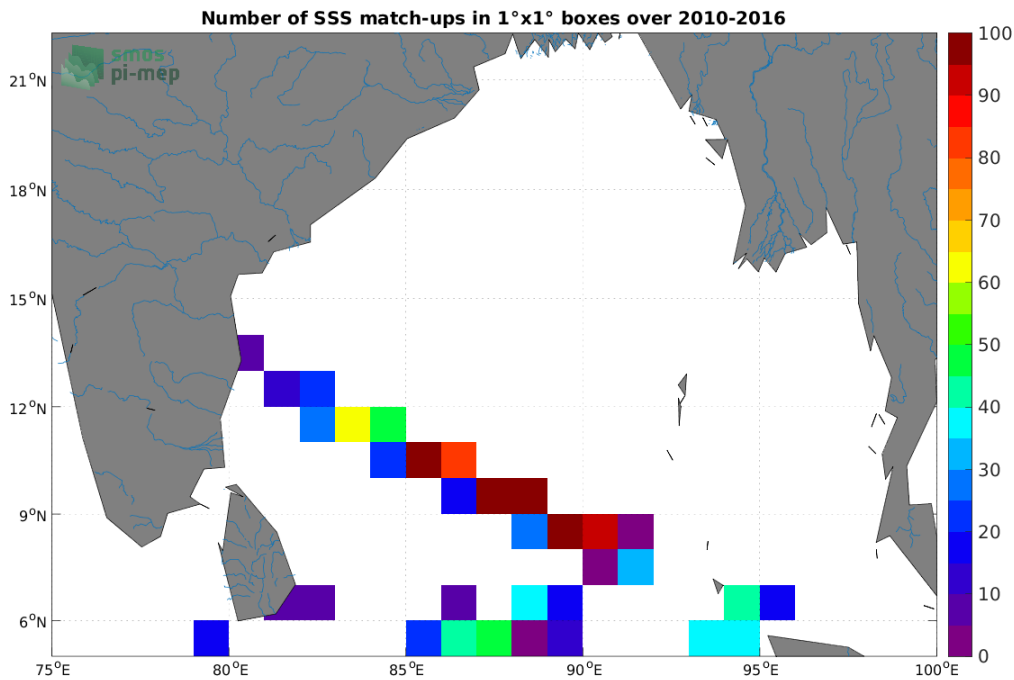 Number of SSS match-ups in 1°x1° boxes over 2010-2016
smos
pi-mep
21°N
18°N
15°N
12°N
9°N
6°N
75°E
80°E
85°E
90°E
95°E
100°E
100
90
80
70
60
50
40
30
20
10
0